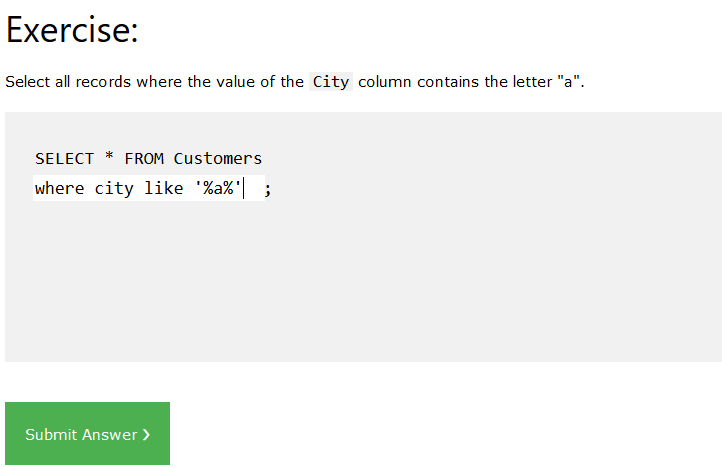 Exercise:
Select all records where the value of the City column contains the letter "a".
SELECT * FROM Customers
where city like '%a%' ;
Submit Answer ❯